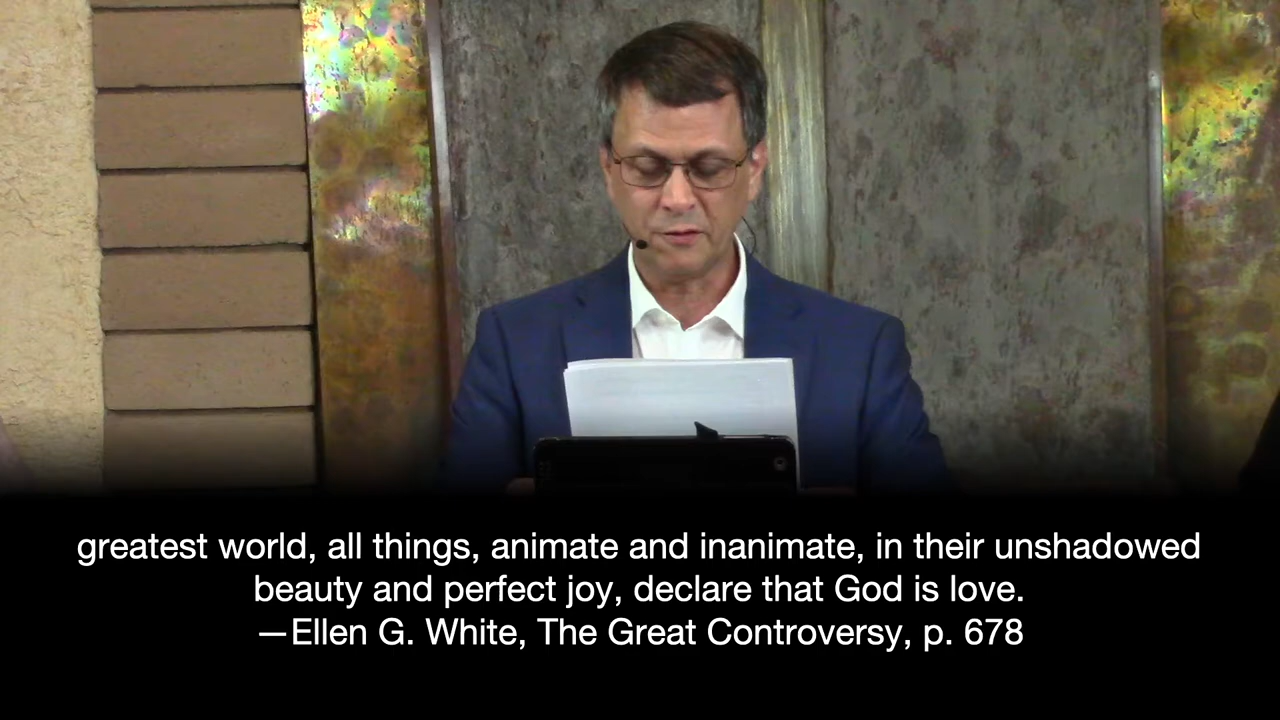 greatest world, all things, animate and inanimate, in their unshadowed
beauty and perfect joy, declare that God is love.
—Ellen G. White, The Great Controversy, p. 678